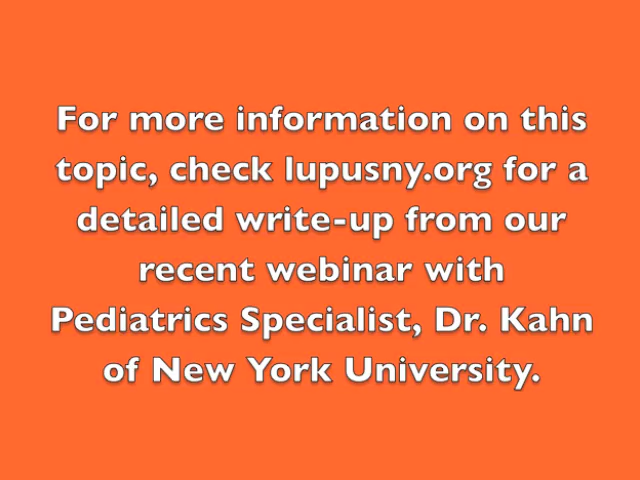 For more information on this
topic, check lupusny.org for a
detailed write-up from our
recent webinar with
Pediatrics Specialist, Dr. Kahn
of New York University.